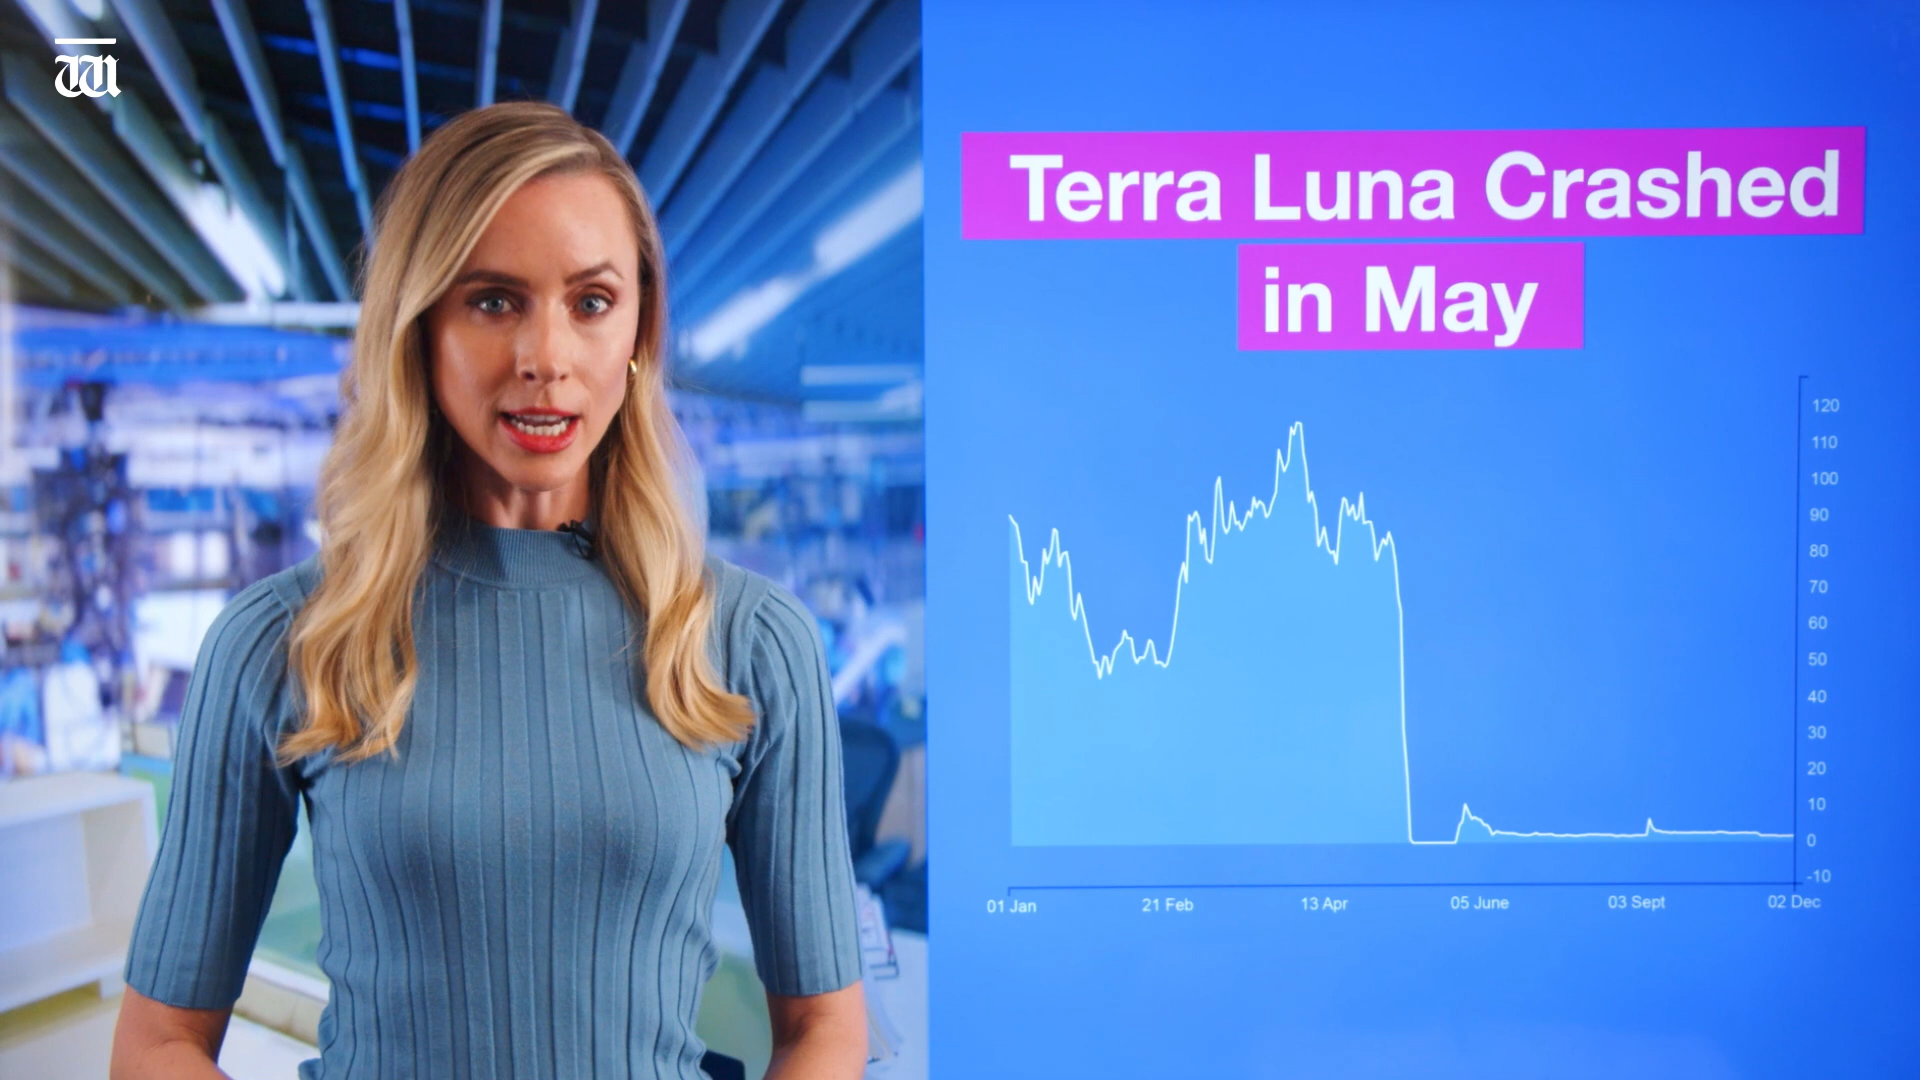 Terra Luna Crashed
in May
120
110
100
90
80
70
60
50
40
30
20
10
0
-10
01 Jan
21 Feb
13 Apr
05 June
03 Sept
02 Dec